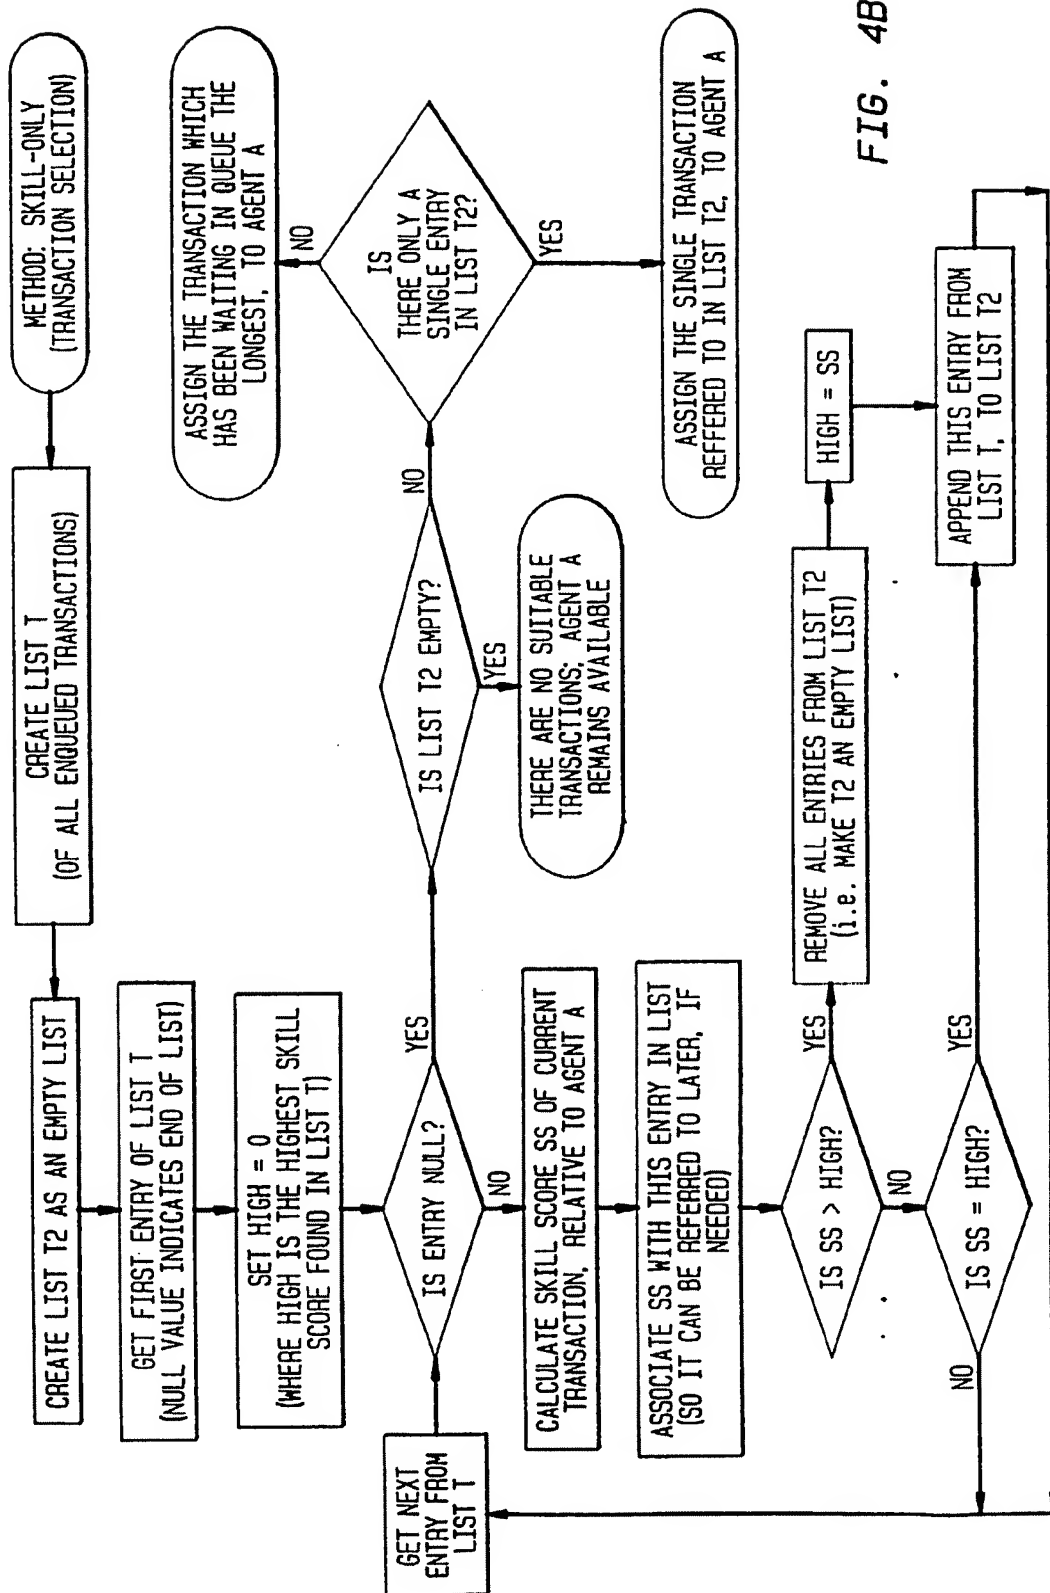 METHOD: SKILL-ONLY
(TRANSACTION SELECTION)
CREATE LIST T
(OF ALL ENQUEUED TRANSACTIONS)
CREATE LIST T2 AS AN EMPTY LIST
GET FIRST ENTRY OF LIST T
(NULL VALUE INDICATES END OF LIST)
SET HIGH = 0
(WHERE HIGH IS THE HIGHEST SKILL
SCORE FOUND IN LIST T)
GET NEXT
ENTRY FROM
LIST T
IS ENTRY NULL?
YES
NO
IS LIST T2 EMPTY?
NO
YES
THERE ARE NO SUITABLE
TRANSACTIONS; AGENT A
REMAINS AVAILABLE
IS
THERE ONLY A
SINGLE ENTRY
IN LIST T2?
NO
YES
ASSIGN THE TRANSACTION WHICH
HAS BEEN WAITING IN QUEUE THE
LONGEST, TO AGENT A
ASSIGN THE SINGLE TRANSACTION
REFFERED TO IN LIST T2, TO AGENT A
CALCULATE SKILL SCORE SS OF CURRENT
TRANSACTION, RELATIVE TO AGENT A
ASSOCIATE SS WITH THIS ENTRY IN LIST
(SO IT CAN BE REFERRED TO LATER, IF
NEEDED)
IS SS > HIGH?
YES
NO
REMOVE ALL ENTRIES FROM LIST T2
(i.e. MAKE T2 AN EMPTY LIST)
HIGH = SS
IS SS = HIGH?
YES
NO
APPEND THIS ENTRY FROM
LIST T, TO LIST T2
FIG. 4B